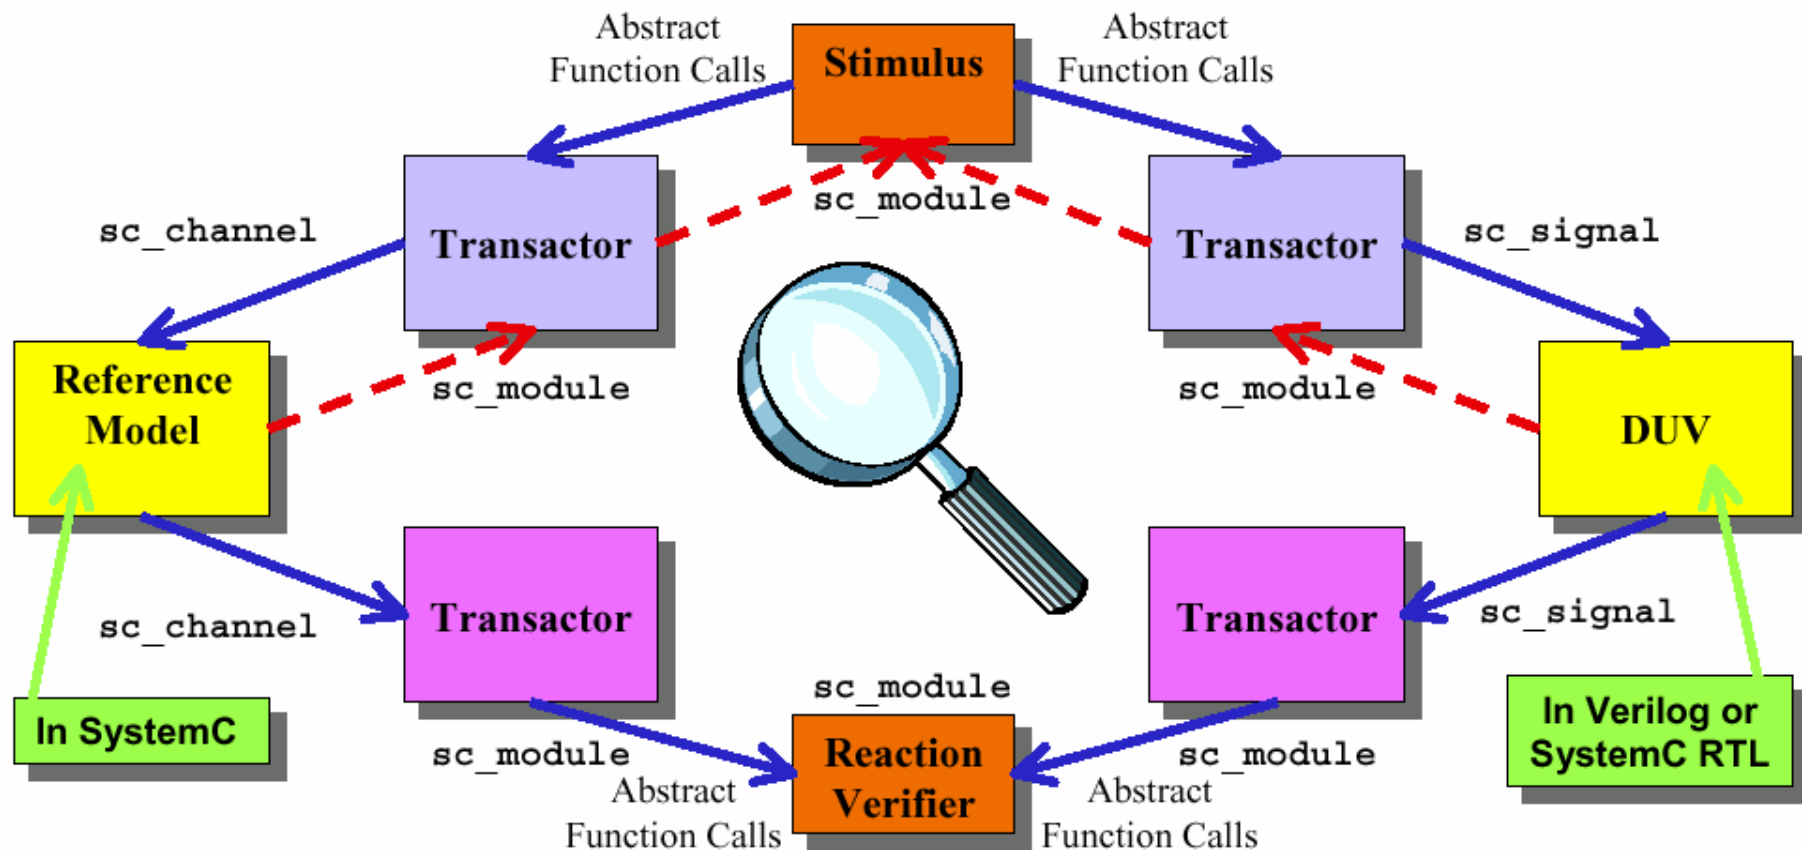 Abstract
Function Calls
Stimulus
Abstract
Function Calls
sc_module
sc_channel
Transactor
Transactor
sc_signal
Reference
Model
sc_module
sc_module
DUV
sc_channel
Transactor
Transactor
sc_signal
In SystemC
sc_module
In Verilog or
SystemC RTL
sc_module
Reaction
Verifier
sc_module
Abstract
Function Calls
Abstract
Function Calls